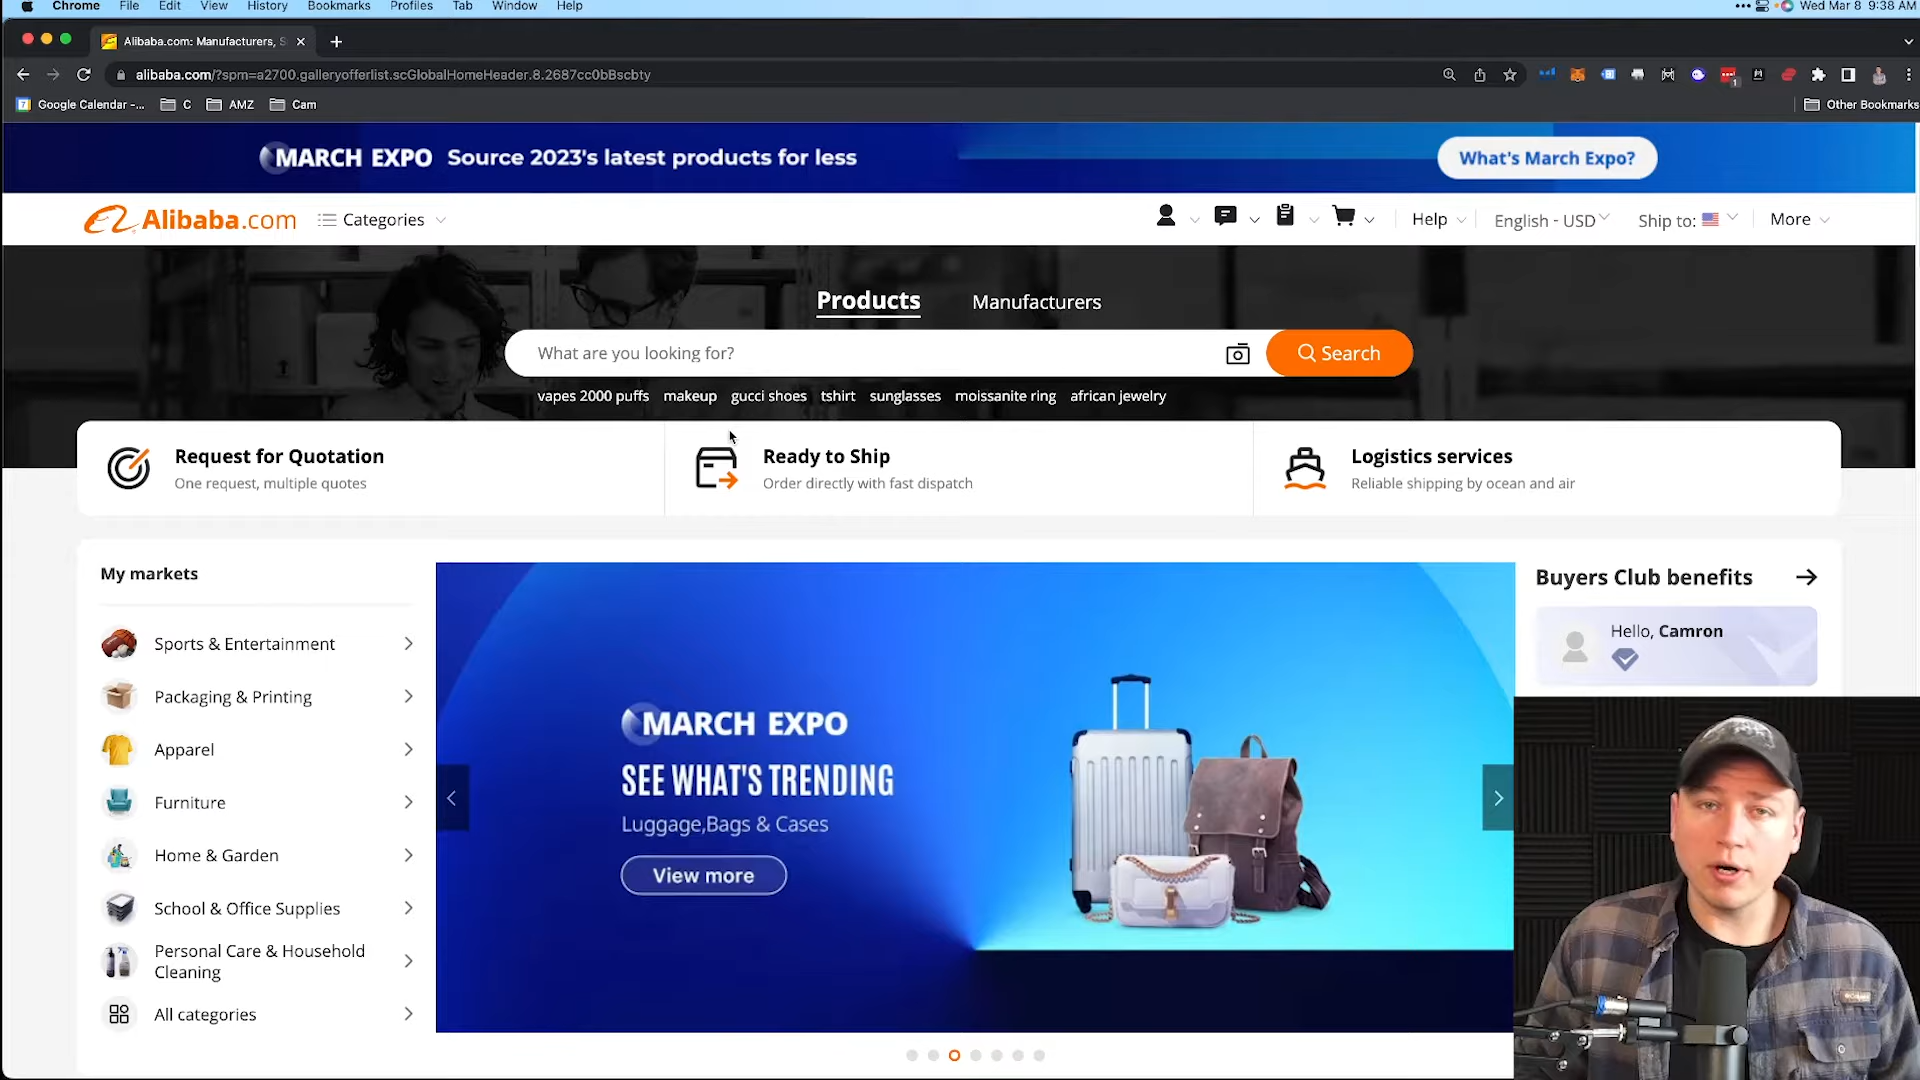 Chrome File Edit View History Bookmarks Profiles Tab Window Help
Wed Mar 8 9:38 AM
Alibaba.com: Manufacturers, S
alibaba.com/?spm=a2700.galleryofferlist.scGlobalHomeHeader.8.2687cc0bBscbty
Google Calendar -... C AMZ Cam Other Bookmarks
MARCH EXPO Source 2023's latest products for less What's March Expo?
Alibaba.com Categories Help English - USD Ship to: More
Products Manufacturers
What are you looking for? Search
vapes 2000 puffs makeup gucci shoes tshirt sunglasses moissanite ring african jewelry
Request for Quotation
One request, multiple quotes
Ready to Ship
Order directly with fast dispatch
Logistics services
Reliable shipping by ocean and air
My markets
Sports & Entertainment
Packaging & Printing
Apparel
Furniture
Home & Garden
School & Office Supplies
Personal Care & Household
Cleaning
All categories
MARCH EXPO
SEE WHAT'S TRENDING
Luggage,Bags & Cases
View more
Buyers Club benefits
Hello, Camron